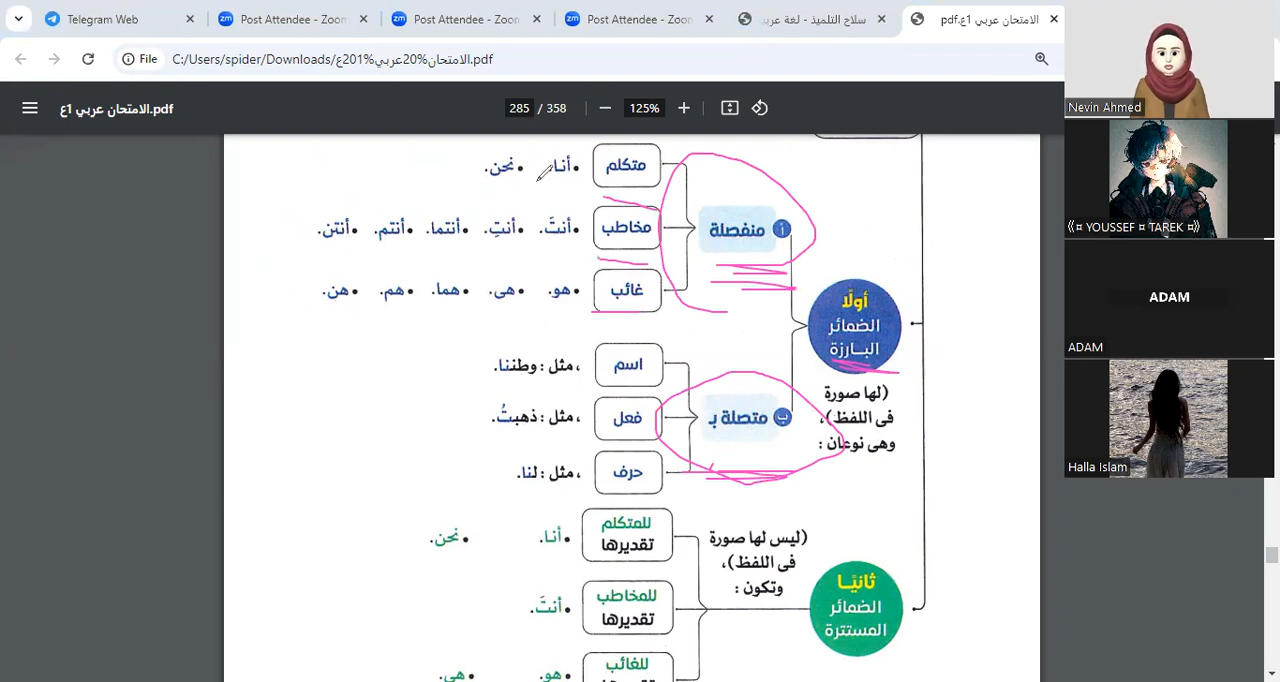 Telegram Web
Post Attendee - Zoom
Post Attendee - Zoom
Post Attendee - Zoom
سلاح التلميذ - لغة عربي
الامتحان عربي 1ع.pdf
File
C:/Users/spider/Downloads/الامتحان%20عربي%201ع.pdf
الامتحان عربي 1ع.pdf
285 / 358
125%
أولًا
الضمائر
البارزة
(لها صورة
فى اللفظ)،
وهى نوعان :
أ منفصلة
متكلم
• أنا. • نحن.
مخاطب
• أنتَ. • أنتِ. • أنتما. • أنتم. • أنتن.
غائب
• هو. • هى. • هما. • هم. • هن.
ب متصلة بـ
اسم
، مثل : وطننا.
فعل
، مثل : ذهبتُ.
حرف
، مثل : لنا.
ثانيًا
الضمائر
المستترة
(ليس لها صورة
فى اللفظ)،
وتكون :
للمتكلم
تقديرها
• أنا. • نحن.
للمخاطب
تقديرها
• أنتَ.
للغائب
• هو. • هى.
Nevin Ahmed
《¤ YOUSSEF ¤ TAREK ¤》
ADAM
ADAM
Halla Islam